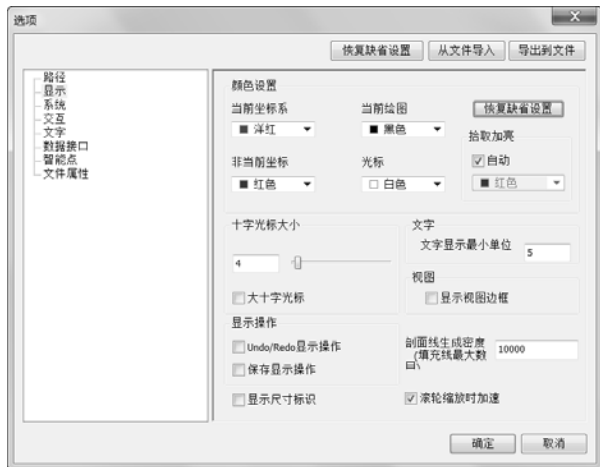 选项
恢复缺省设置 从文件导入 导出到文件
路径
显示
系统
交互
文字
数据接口
智能点
文件属性
颜色设置
当前坐标系 当前绘图 恢复缺省设置
洋红 黑色
拾取加亮
自动
非当前坐标 光标
红色 白色 红色
十字光标大小
4
大十字光标
文字
文字显示最小单位 5
视图
显示视图边框
显示操作
Undo/Redo显示操作
保存显示操作
剖面线生成密度
(填充线最大数 10000
显示尺寸标识 滚轮缩放时加速
确定 取消